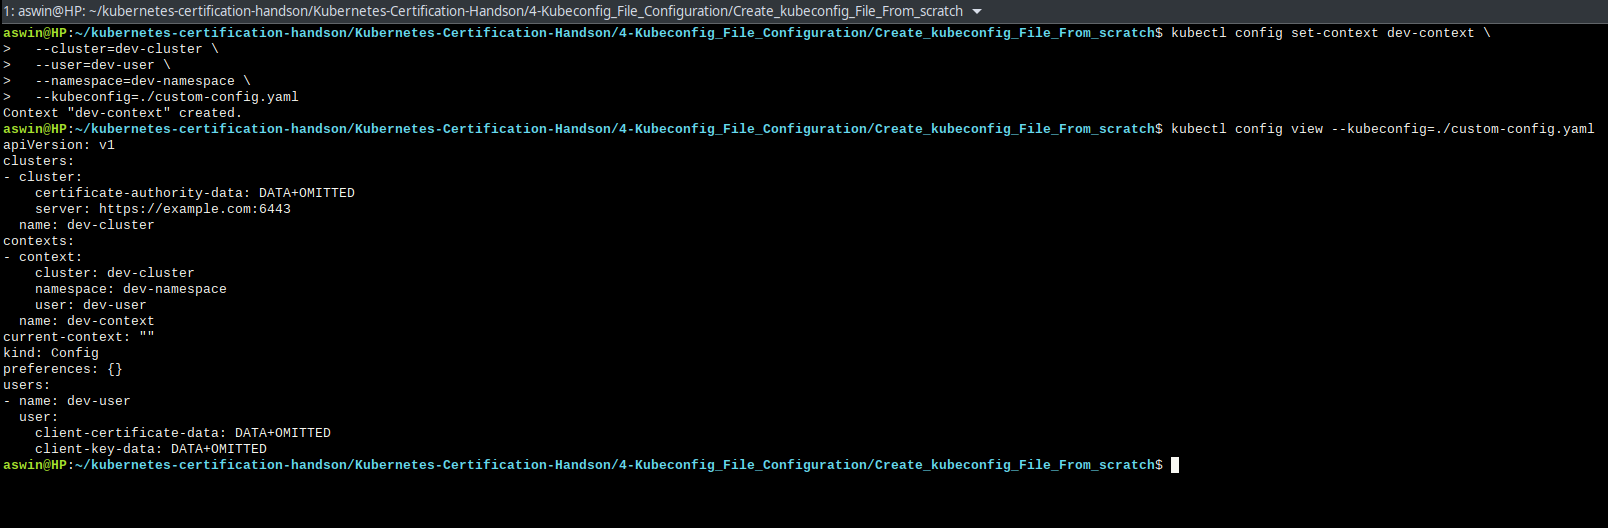 1: aswin@HP: ~/kubernetes-certification-handson/Kubernetes-Certification-Handson/4-Kubeconfig_File_Configuration/Create_kubeconfig_File_From_scratch
aswin@HP:~/kubernetes-certification-handson/Kubernetes-Certification-Handson/4-Kubeconfig_File_Configuration/Create_kubeconfig_File_From_scratch$ kubectl config set-context dev-context \
>   --cluster=dev-cluster \
>   --user=dev-user \
>   --namespace=dev-namespace \
>   --kubeconfig=./custom-config.yaml
Context "dev-context" created.
aswin@HP:~/kubernetes-certification-handson/Kubernetes-Certification-Handson/4-Kubeconfig_File_Configuration/Create_kubeconfig_File_From_scratch$ kubectl config view --kubeconfig=./custom-config.yaml
apiVersion: v1
clusters:
- cluster:
    certificate-authority-data: DATA+OMITTED
    server: https://example.com:6443
  name: dev-cluster
contexts:
- context:
    cluster: dev-cluster
    namespace: dev-namespace
    user: dev-user
  name: dev-context
current-context: ""
kind: Config
preferences: {}
users:
- name: dev-user
  user:
    client-certificate-data: DATA+OMITTED
    client-key-data: DATA+OMITTED
aswin@HP:~/kubernetes-certification-handson/Kubernetes-Certification-Handson/4-Kubeconfig_File_Configuration/Create_kubeconfig_File_From_scratch$